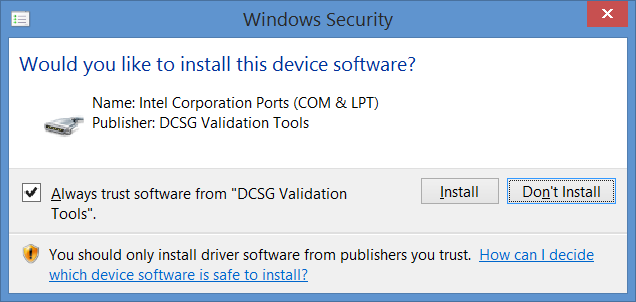 Windows Security
Would you like to install this device software?
Name: Intel Corporation Ports (COM & LPT)
Publisher: DCSG Validation Tools
Always trust software from "DCSG Validation
Tools".
Install
Don't Install
You should only install driver software from publishers you trust. How can I decide
which device software is safe to install?